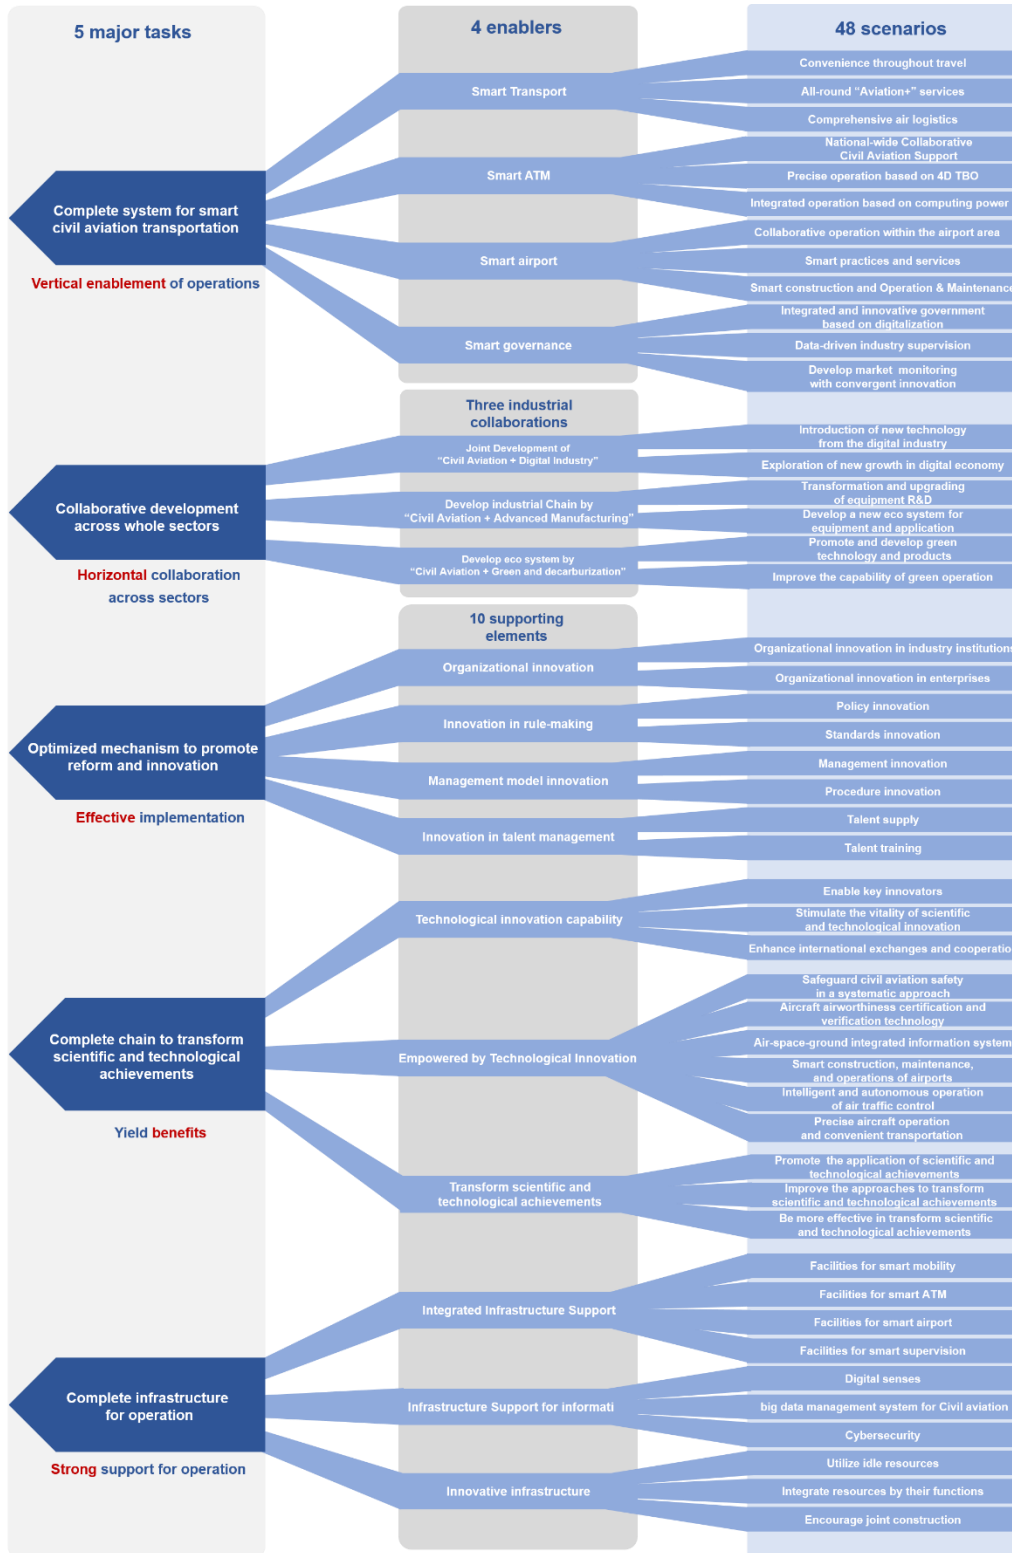 5 major tasks
4 enablers
48 scenarios
Complete system for smart
civil aviation transportation
Vertical enablement of operations
Smart Transport
Convenience throughout travel
All-round “Aviation+” services
Comprehensive air logistics
Smart ATM
National-wide Collaborative
Civil Aviation Support
Precise operation based on 4D TBO
Integrated operation based on computing power
Smart airport
Collaborative operation within the airport area
Smart practices and services
Smart construction and Operation & Maintenance
Smart governance
Integrated and innovative government
based on digitalization
Data-driven industry supervision
Develop market monitoring
with convergent innovation
Collaborative development
across whole sectors
Horizontal collaboration
across sectors
Three industrial
collaborations
Joint Development of
“Civil Aviation + Digital Industry”
Introduction of new technology
from the digital industry
Exploration of new growth in digital economy
Develop industrial Chain by
“Civil Aviation + Advanced Manufacturing”
Transformation and upgrading
of equipment R&D
Develop a new eco system for
equipment and application
Develop eco system by
“Civil Aviation + Green and decarburization”
Promote and develop green
technology and products
Improve the capability of green operation
Optimized mechanism to promote
reform and innovation
Effective implementation
10 supporting
elements
Organizational innovation
Organizational innovation in industry institutions
Organizational innovation in enterprises
Innovation in rule-making
Policy innovation
Standards innovation
Management model innovation
Management innovation
Procedure innovation
Innovation in talent management
Talent supply
Talent training
Complete chain to transform
scientific and technological
achievements
Yield benefits
Technological innovation capability
Enable key innovators
Stimulate the vitality of scientific
and technological innovation
Enhance international exchanges and cooperation
Empowered by Technological Innovation
Safeguard civil aviation safety
in a systematic approach
Aircraft airworthiness certification and
verification technology
Air-space-ground integrated information system
Smart construction, maintenance,
and operations of airports
Intelligent and autonomous operation
of air traffic control
Precise aircraft operation
and convenient transportation
Transform scientific and
technological achievements
Promote the application of scientific and
technological achievements
Improve the approaches to transform
scientific and technological achievements
Be more effective in transform scientific
and technological achievements
Complete infrastructure
for operation
Strong support for operation
Integrated Infrastructure Support
Facilities for smart mobility
Facilities for smart ATM
Facilities for smart airport
Facilities for smart supervision
Infrastructure Support for informati
Digital senses
big data management system for Civil aviation
Cybersecurity
Innovative infrastructure
Utilize idle resources
Integrate resources by their functions
Encourage joint construction